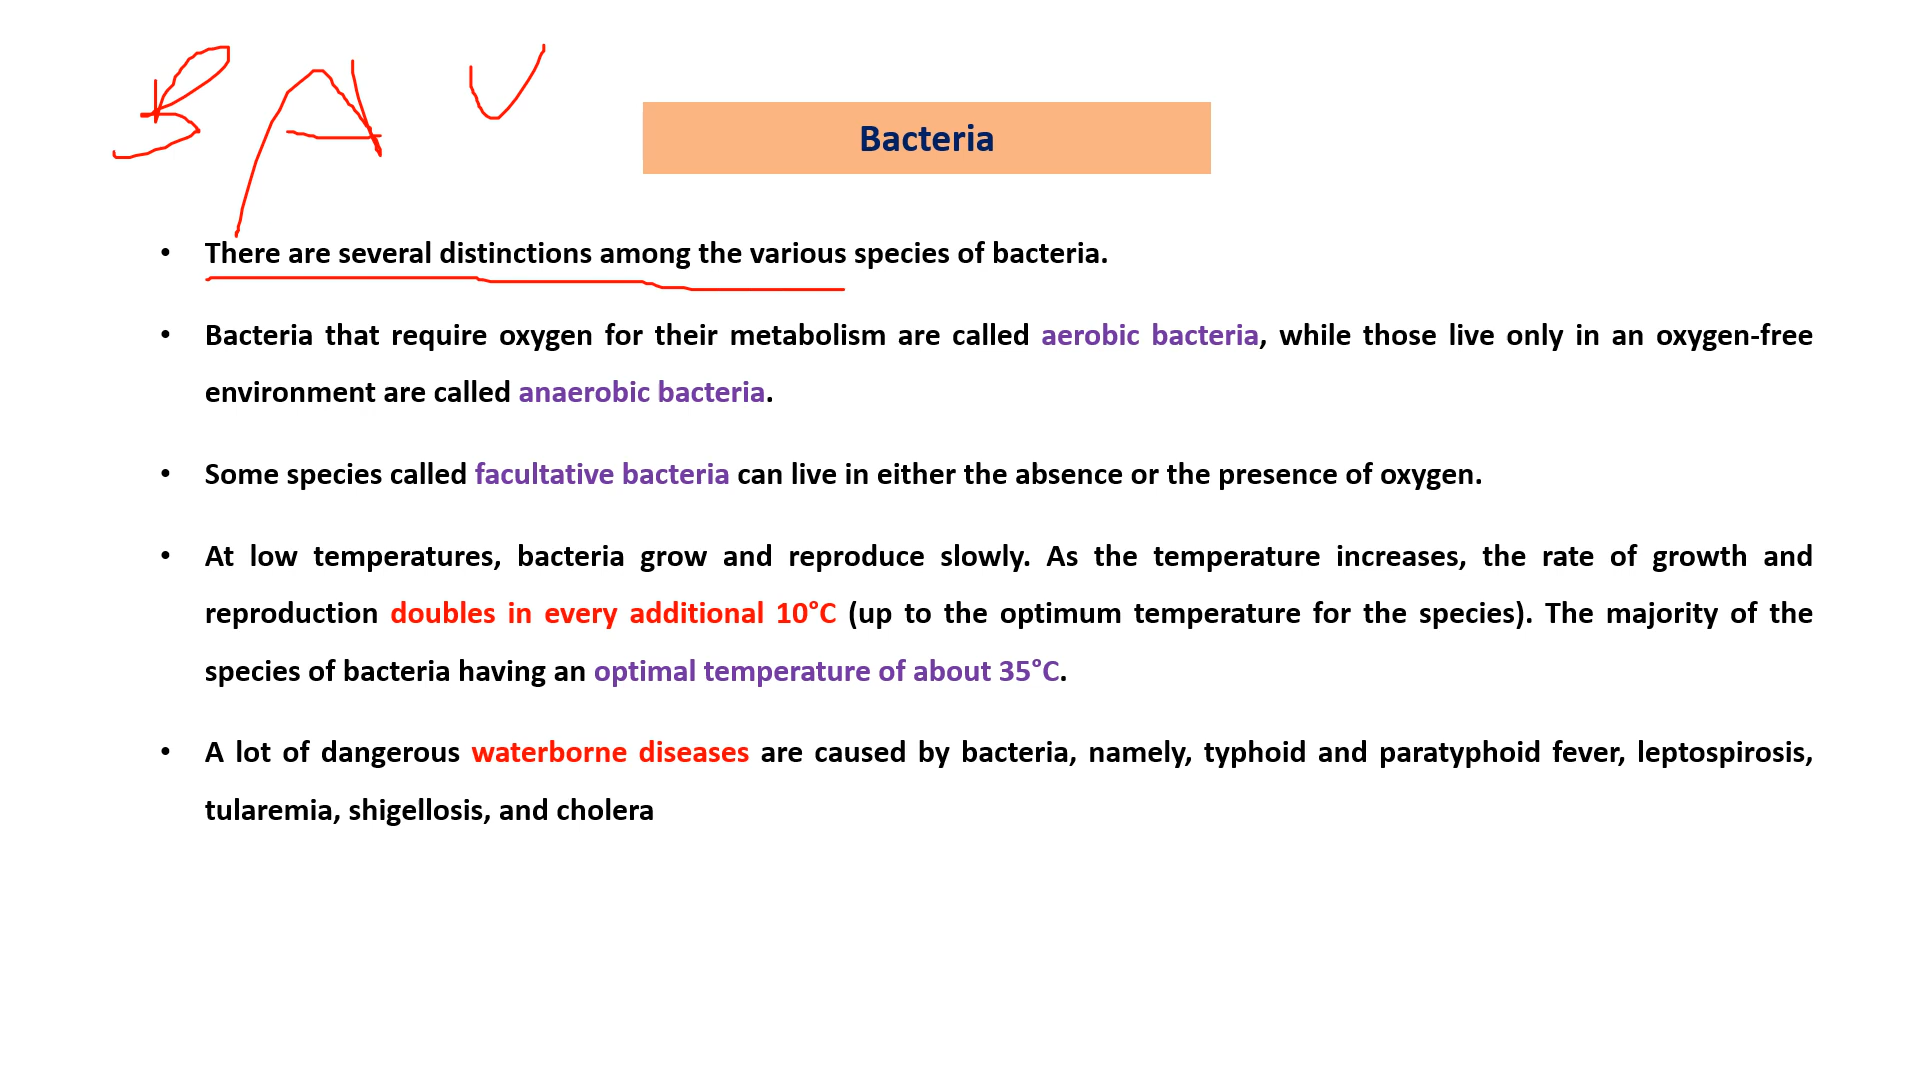 B A V
Bacteria
• There are several distinctions among the various species of bacteria.
• Bacteria that require oxygen for their metabolism are called aerobic bacteria, while those live only in an oxygen-free
environment are called anaerobic bacteria.
• Some species called facultative bacteria can live in either the absence or the presence of oxygen.
• At low temperatures, bacteria grow and reproduce slowly. As the temperature increases, the rate of growth and
reproduction doubles in every additional 10°C (up to the optimum temperature for the species). The majority of the
species of bacteria having an optimal temperature of about 35°C.
• A lot of dangerous waterborne diseases are caused by bacteria, namely, typhoid and paratyphoid fever, leptospirosis,
tularemia, shigellosis, and cholera